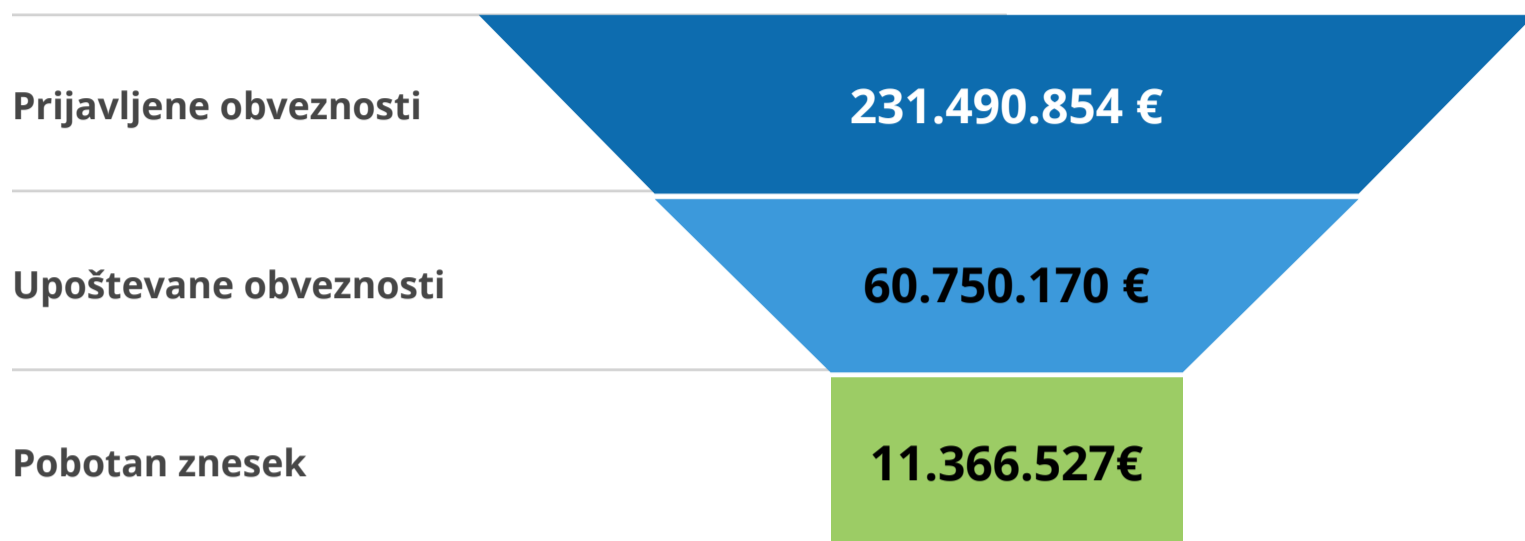 Prijavljene obveznosti
231.490.854 €
Upoštevane obveznosti
60.750.170 €
Pobotan znesek
11.366.527€